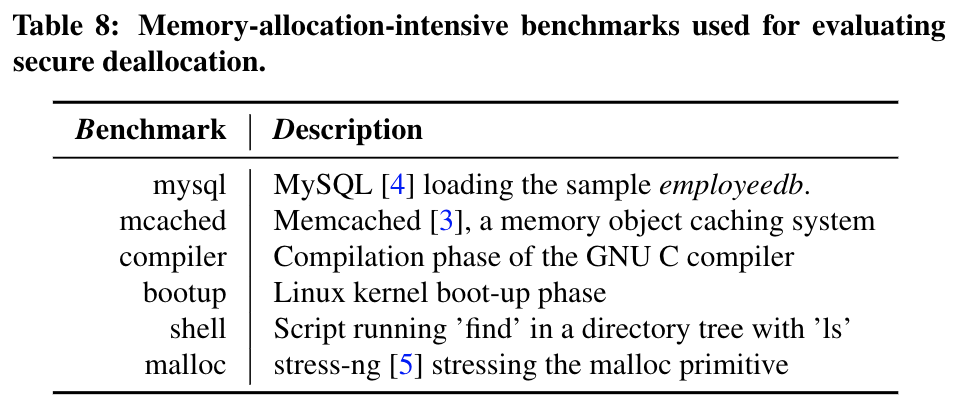 Table 8: Memory-allocation-intensive benchmarks used for evaluating
secure deallocation.
Benchmark Description
mysql MySQL [4] loading the sample employeedb.
mcached Memcached [3], a memory object caching system
compiler Compilation phase of the GNU C compiler
bootup Linux kernel boot-up phase
shell Script running ’find’ in a directory tree with ’ls’
malloc stress-ng [5] stressing the malloc primitive